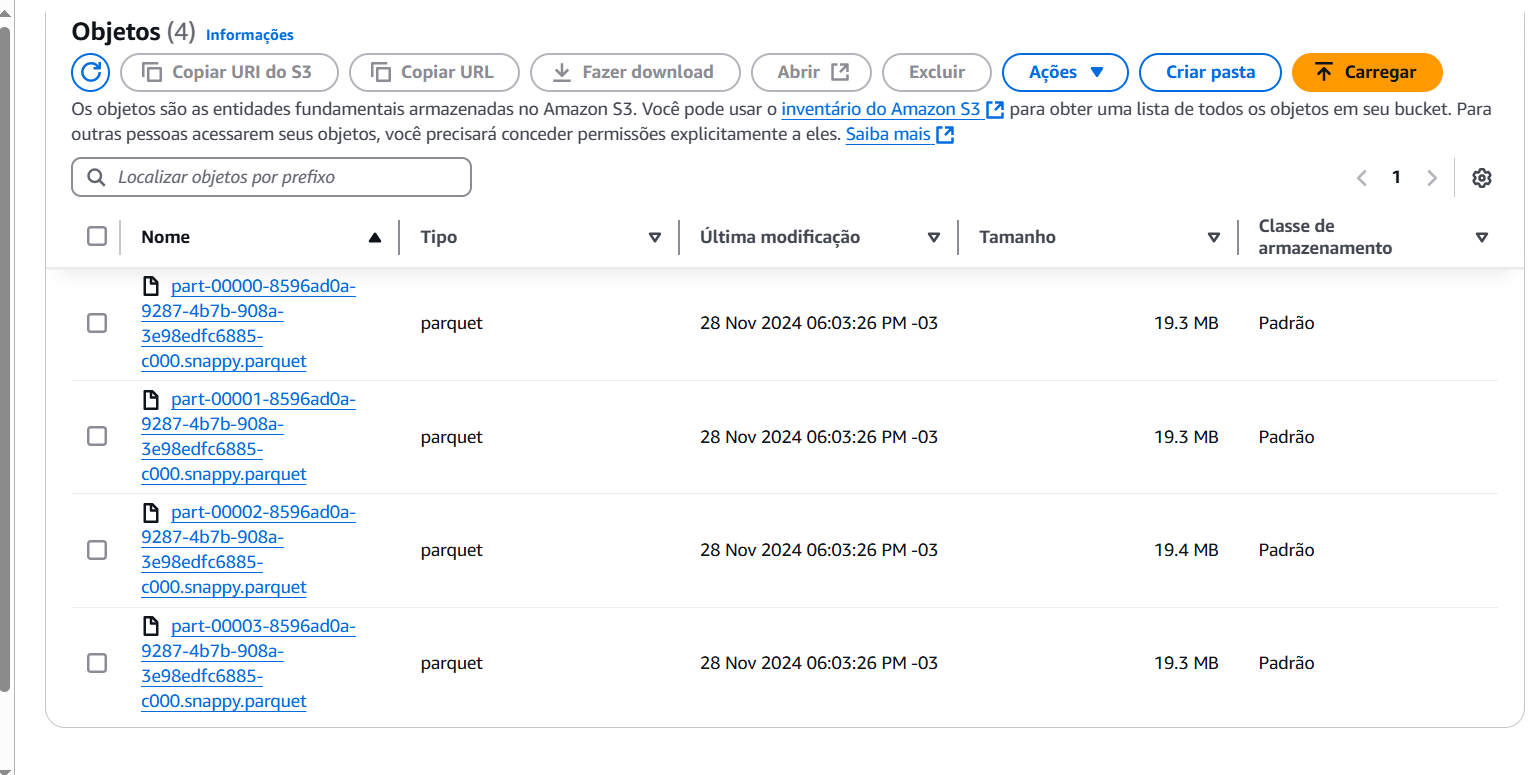 Objetos (4) Informações
Copiar URI do S3 Copiar URL Fazer download Abrir Excluir Ações Criar pasta Carregar
Os objetos são as entidades fundamentais armazenadas no Amazon S3. Você pode usar o inventário do Amazon S3 para obter uma lista de todos os objetos em seu bucket. Para
outras pessoas acessarem seus objetos, você precisará conceder permissões explicitamente a eles. Saiba mais
Localizar objetos por prefixo 1
Nome Tipo Última modificação Tamanho Classe de
armazenamento
part-00000-8596ad0a-
9287-4b7b-908a-
3e98edfc6885-
c000.snappy.parquet
parquet 28 Nov 2024 06:03:26 PM -03 19.3 MB Padrão
part-00001-8596ad0a-
9287-4b7b-908a-
3e98edfc6885-
c000.snappy.parquet
parquet 28 Nov 2024 06:03:26 PM -03 19.3 MB Padrão
part-00002-8596ad0a-
9287-4b7b-908a-
3e98edfc6885-
c000.snappy.parquet
parquet 28 Nov 2024 06:03:26 PM -03 19.4 MB Padrão
part-00003-8596ad0a-
9287-4b7b-908a-
3e98edfc6885-
c000.snappy.parquet
parquet 28 Nov 2024 06:03:26 PM -03 19.3 MB Padrão